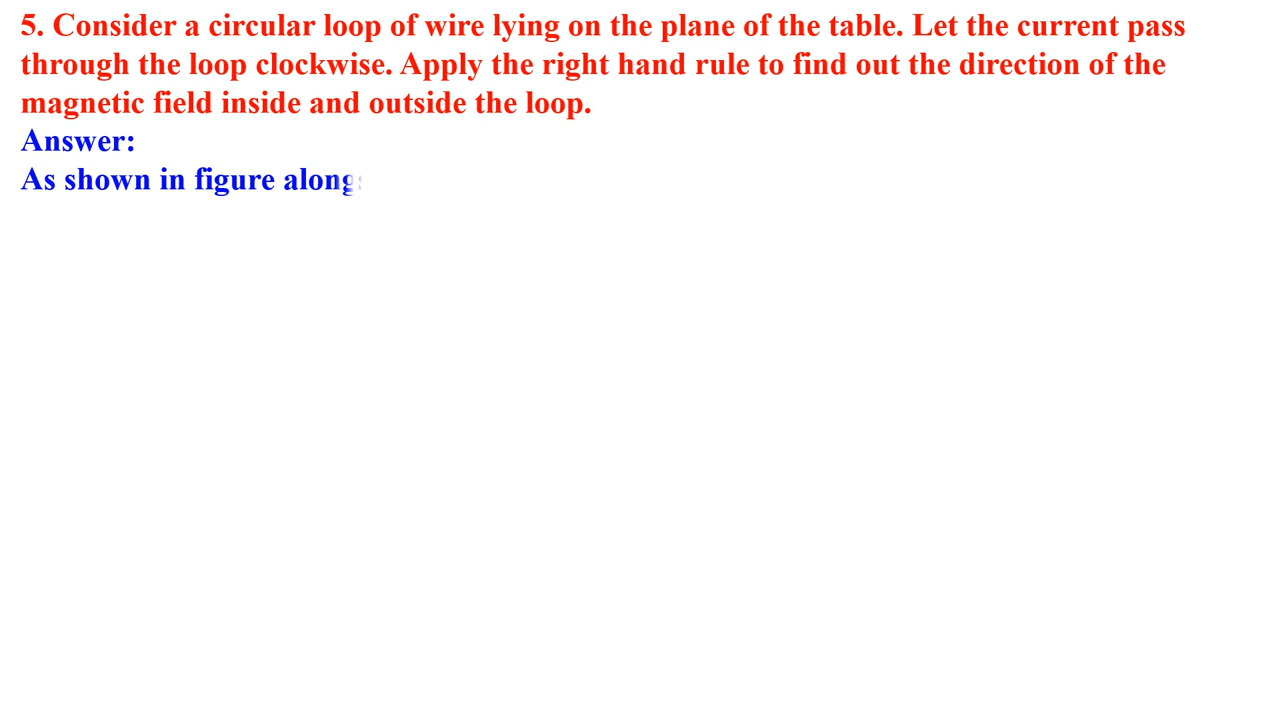 5. Consider a circular loop of wire lying on the plane of the table. Let the current pass
through the loop clockwise. Apply the right hand rule to find out the direction of the
magnetic field inside and outside the loop.
Answer:
As shown in figure along